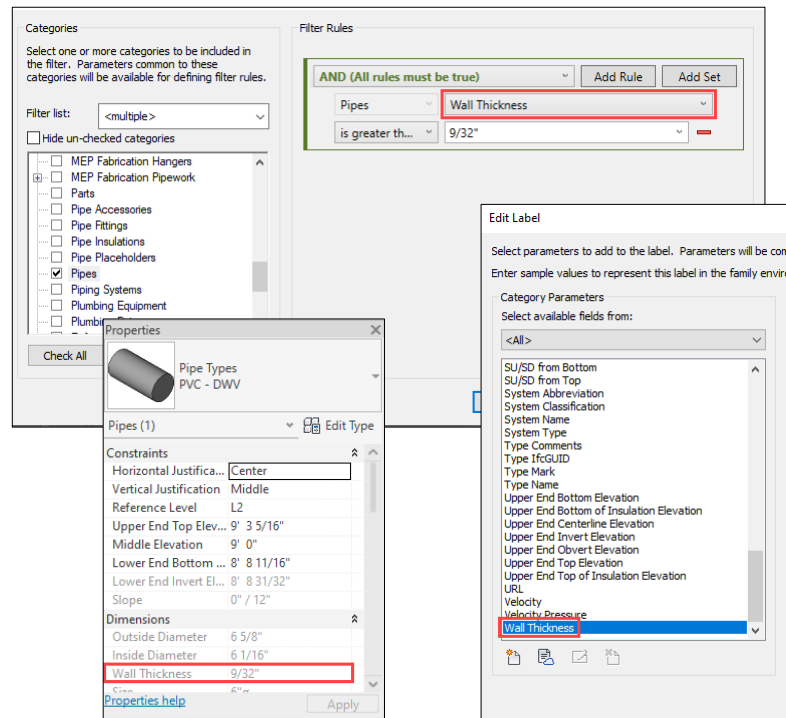 Categories
Select one or more categories to be included in
the filter. Parameters common to these
categories will be available for defining filter rules.
Filter list:
<multiple>
Hide un-checked categories
MEP Fabrication Hangers
MEP Fabrication Pipework
Parts
Pipe Accessories
Pipe Fittings
Pipe Insulations
Pipe Placeholders
Pipes
Piping Systems
Plumbing Equipment
Check All
Filter Rules
AND (All rules must be true)
Add Rule
Add Set
Pipes
Wall Thickness
is greater th...
9/32"
Properties
Pipe Types
PVC - DWV
Pipes (1)
Edit Type
Constraints
Horizontal Justifica... Center
Vertical Justification Middle
Reference Level L2
Upper End Top Elev... 9' 3 5/16"
Middle Elevation 9' 0"
Lower End Bottom ... 8' 8 11/16"
Lower End Invert El... 8' 8 31/32"
Slope 0" / 12"
Dimensions
Outside Diameter 6 5/8"
Inside Diameter 6 1/16"
Wall Thickness 9/32"
Size 6"ø
Properties help
Apply
Edit Label
Select parameters to add to the label. Parameters will be
Enter sample values to represent this label in the family
Category Parameters
Select available fields from:
<All>
SU/SD from Bottom
SU/SD from Top
System Abbreviation
System Classification
System Name
System Type
Type Comments
Type IfcGUID
Type Mark
Type Name
Upper End Bottom Elevation
Upper End Bottom of Insulation Elevation
Upper End Centerline Elevation
Upper End Invert Elevation
Upper End Obvert Elevation
Upper End Top Elevation
Upper End Top of Insulation Elevation
URL
Velocity
Velocity Pressure
Wall Thickness